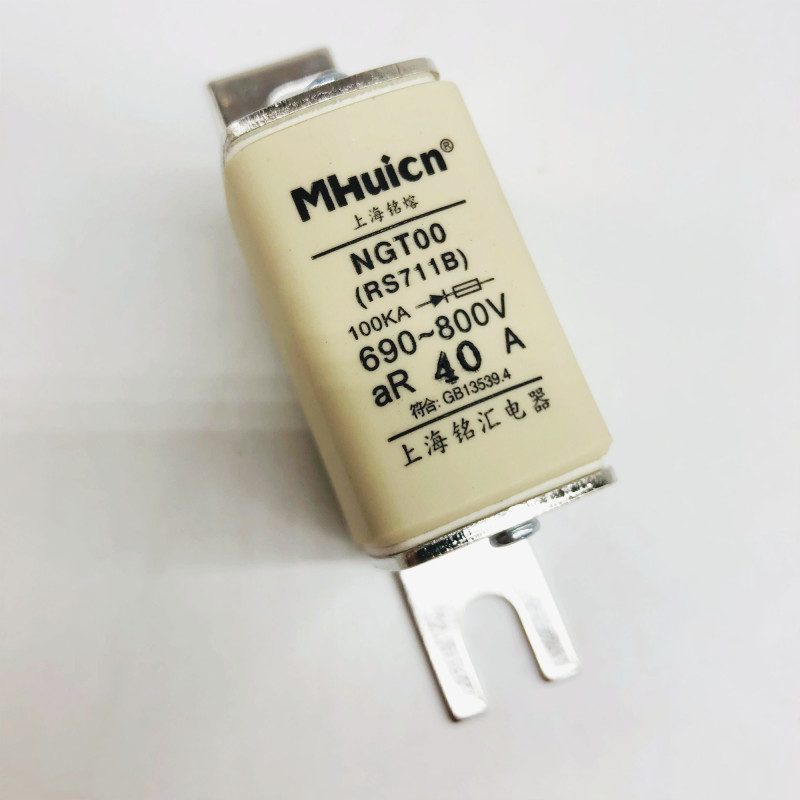 MHuicn®
上海铭熔
NGT00
(RS711B)
100KA
690~800V
aR 40 A
符合: GB13539.4
上海铭汇电器